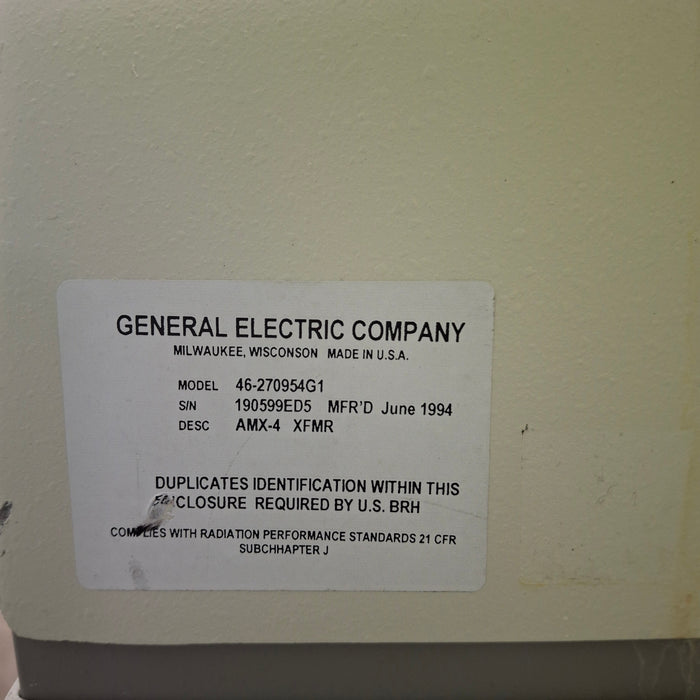 GENERAL ELECTRIC COMPANY
MILWAUKEE, WISCONSON MADE IN U.S.A.
MODEL 46-270954G1
S/N 190599ED5 MFR'D June 1994
DESC AMX-4 XFMR
DUPLICATES IDENTIFICATION WITHIN THIS
ENCLOSURE REQUIRED BY U.S. BRH
COMPLIES WITH RADIATION PERFORMANCE STANDARDS 21 CFR
SUBCHHAPTER J